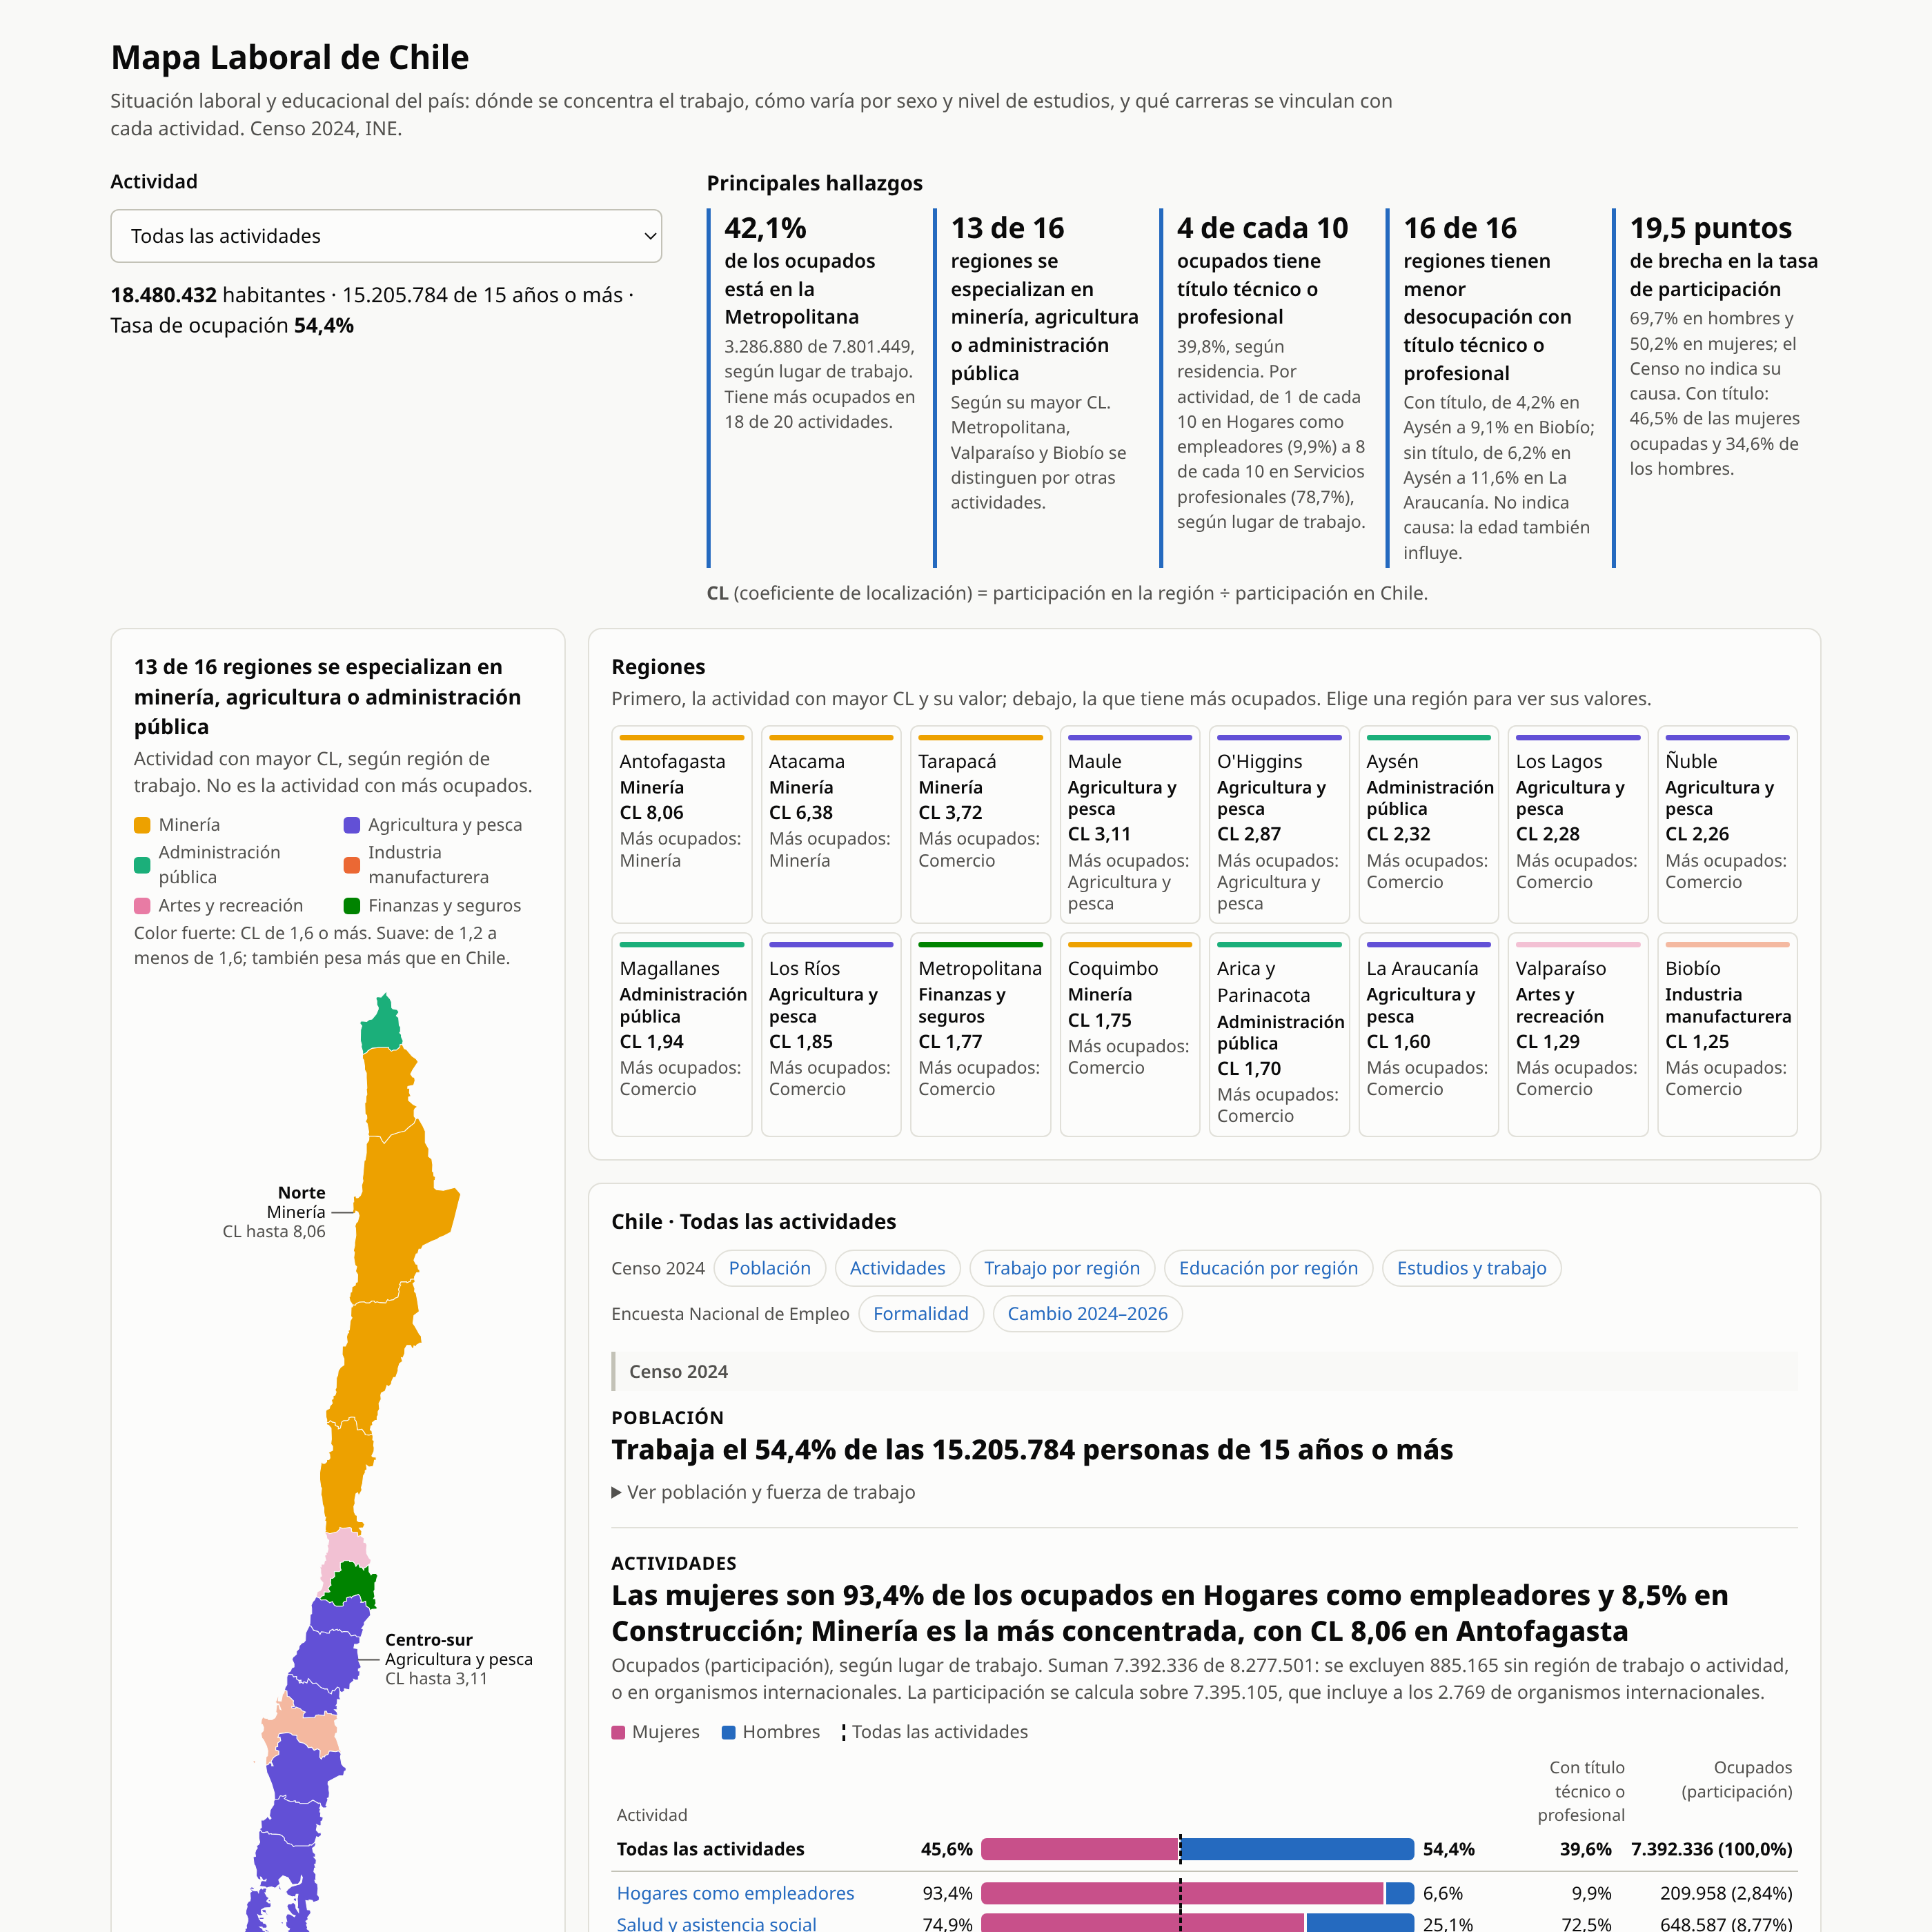 Mapa Laboral de Chile
Situación laboral y educacional del país: dónde se concentra el trabajo, cómo varía por sexo y nivel de estudios, y qué carreras se vinculan con
cada actividad. Censo 2024, INE.
Actividad
Todas las actividades
18.480.432 habitantes · 15.205.784 de 15 años o más ·
Tasa de ocupación 54,4%
Principales hallazgos
42,1%
de los ocupados
está en la
Metropolitana
3.286.880 de 7.801.449,
según lugar de trabajo.
Tiene más ocupados en
18 de 20 actividades.
13 de 16
regiones se
especializan en
minería, agricultura
o administración
pública
Según su mayor CL.
Metropolitana,
Valparaíso y Biobío se
distinguen por otras
actividades.
4 de cada 10
ocupados tiene
título técnico o
profesional
39,8%, según
residencia. Por
actividad, de 1 de cada
10 en Hogares como
empleadores (9,9%) a 8
de cada 10 en Servicios
profesionales (78,7%),
según lugar de trabajo.
16 de 16
regiones tienen
menor
desocupación con
título técnico o
profesional
Con título, de 4,2% en
Aysén a 9,1% en Biobío;
sin título, de 6,2% en
Aysén a 11,6% en La
Araucanía. No indica
causa: la edad también
influye.
19,5 puntos
de brecha en la tasa
de participación
69,7% en hombres y
50,2% en mujeres; el
Censo no indica su
causa. Con título:
46,5% de las mujeres
ocupadas y 34,6% de
los hombres.
CL (coeficiente de localización) = participación en la región ÷ participación en Chile.
13 de 16 regiones se especializan en
minería, agricultura o administración
pública
Actividad con mayor CL, según región de
trabajo. No es la actividad con más ocupados.
Minería
Agricultura y pesca
Administración
pública
Industria
manufacturera
Artes y recreación
Finanzas y seguros
Color fuerte: CL de 1,6 o más. Suave: de 1,2 a
menos de 1,6; también pesa más que en Chile.
Norte
Minería
CL hasta 8,06
Centro-sur
Agricultura y pesca
CL hasta 3,11
Regiones
Primero, la actividad con mayor CL y su valor; debajo, la que tiene más ocupados. Elige una región para ver sus valores.
Antofagasta
Minería
CL 8,06
Más ocupados:
Minería
Atacama
Minería
CL 6,38
Más ocupados:
Minería
Tarapacá
Minería
CL 3,72
Más ocupados:
Comercio
Maule
Agricultura y
pesca
CL 3,11
Más ocupados:
Agricultura y
pesca
O'Higgins
Agricultura y
pesca
CL 2,87
Más ocupados:
Agricultura y
pesca
Aysén
Administración
pública
CL 2,32
Más ocupados:
Comercio
Los Lagos
Agricultura y
pesca
CL 2,28
Más ocupados:
Comercio
Ñuble
Agricultura y
pesca
CL 2,26
Más ocupados:
Comercio
Magallanes
Administración
pública
CL 1,94
Más ocupados:
Comercio
Los Ríos
Agricultura y
pesca
CL 1,85
Más ocupados:
Comercio
Metropolitana
Finanzas y
seguros
CL 1,77
Más ocupados:
Comercio
Coquimbo
Minería
CL 1,75
Más ocupados:
Comercio
Arica y
Parinacota
Administración
pública
CL 1,70
Más ocupados:
Comercio
La Araucanía
Agricultura y
pesca
CL 1,60
Más ocupados:
Comercio
Valparaíso
Artes y
recreación
CL 1,29
Más ocupados:
Comercio
Biobío
Industria
manufacturera
CL 1,25
Más ocupados:
Comercio
Chile · Todas las actividades
Censo 2024 Población Actividades Trabajo por región Educación por región Estudios y trabajo
Encuesta Nacional de Empleo Formalidad Cambio 2024–2026
Censo 2024
POBLACIÓN
Trabaja el 54,4% de las 15.205.784 personas de 15 años o más
▶ Ver población y fuerza de trabajo
ACTIVIDADES
Las mujeres son 93,4% de los ocupados en Hogares como empleadores y 8,5% en
Construcción; Minería es la más concentrada, con CL 8,06 en Antofagasta
Ocupados (participación), según lugar de trabajo. Suman 7.392.336 de 8.277.501: se excluyen 885.165 sin región de trabajo o actividad,
o en organismos internacionales. La participación se calcula sobre 7.395.105, que incluye a los 2.769 de organismos internacionales.
Mujeres Hombres Todas las actividades
Actividad
Con título
técnico o
profesional
Ocupados
(participación)
Todas las actividades 45,6% 54,4% 39,6% 7.392.336 (100,0%)
Hogares como empleadores 93,4% 6,6% 9,9% 209.958 (2,84%)
Salud y asistencia social 74,9% 25,1% 72,5% 648.587 (8,77%)